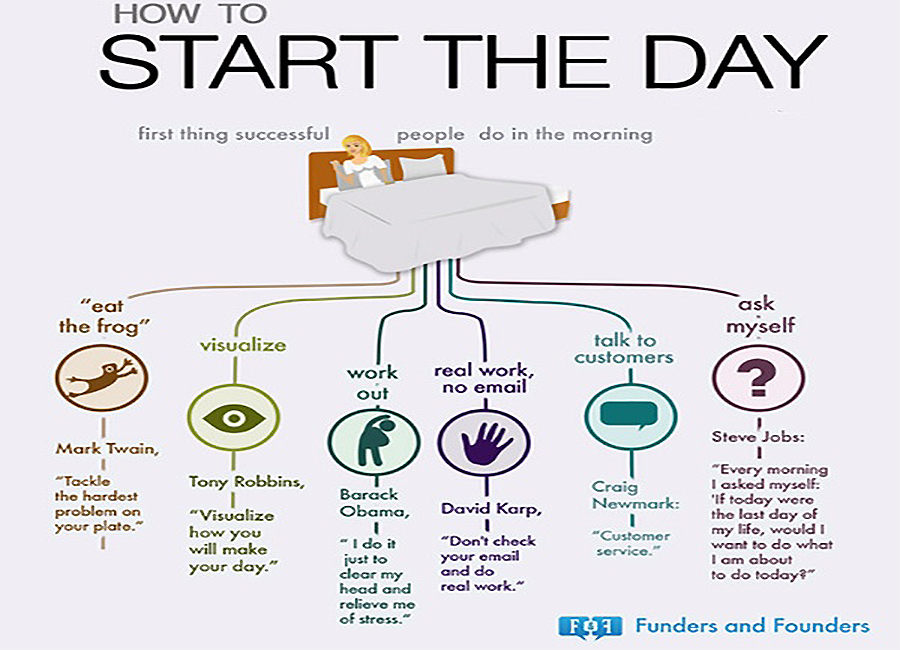 HOW TO
START THE DAY
first thing successful people do in the morning
"eat
the frog"
Mark Twain,
"Tackle
the hardest
problem on
your plate."
visualize
Tony Robbins,
"Visualize
how you
will make
your day."
work
out
Barack
Obama,
" I do it
just to
clear my
head and
relieve me
of stress."
real work,
no email
David Karp,
"Don't check
your email
and do
real work."
talk to
customers
Craig
Newmark:
"Customer
service."
ask
myself
?
Steve Jobs:
"Every morning
I asked myself:
'If today were
the last day of
my life, would I
want to do what
I am about
to do today?"
F&F Funders and Founders